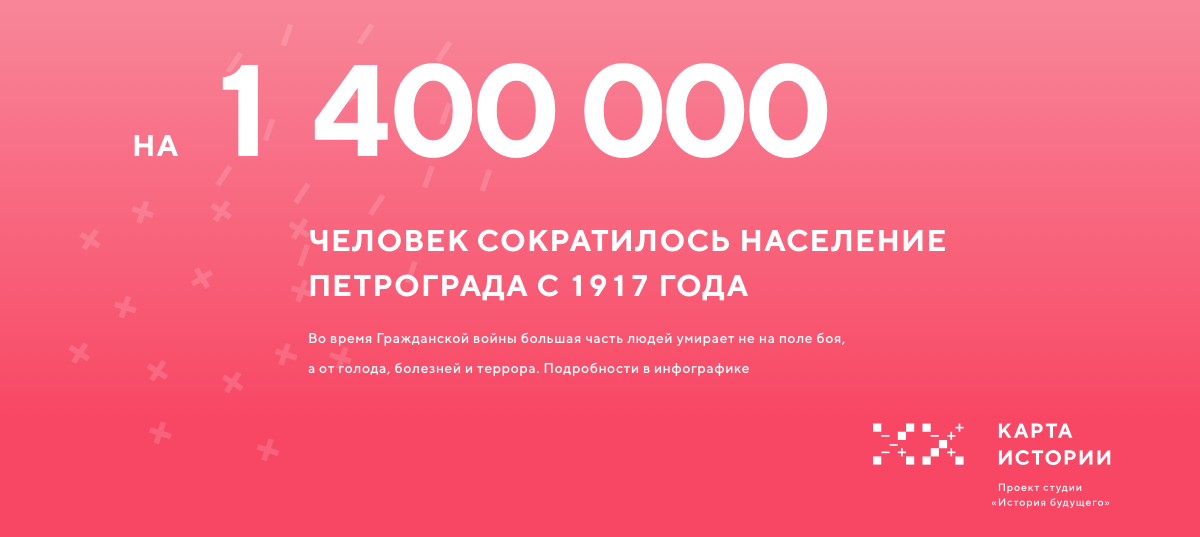 НА 1 400 000
ЧЕЛОВЕК СОКРАТИЛОСЬ НАСЕЛЕНИЕ
ПЕТРОГРАДА С 1917 ГОДА
Во время Гражданской войны большая часть людей умирает не на поле боя,
а от голода, болезней и террора. Подробности в инфографике
КАРТА
ИСТОРИИ
Проект студии
«История будущего»